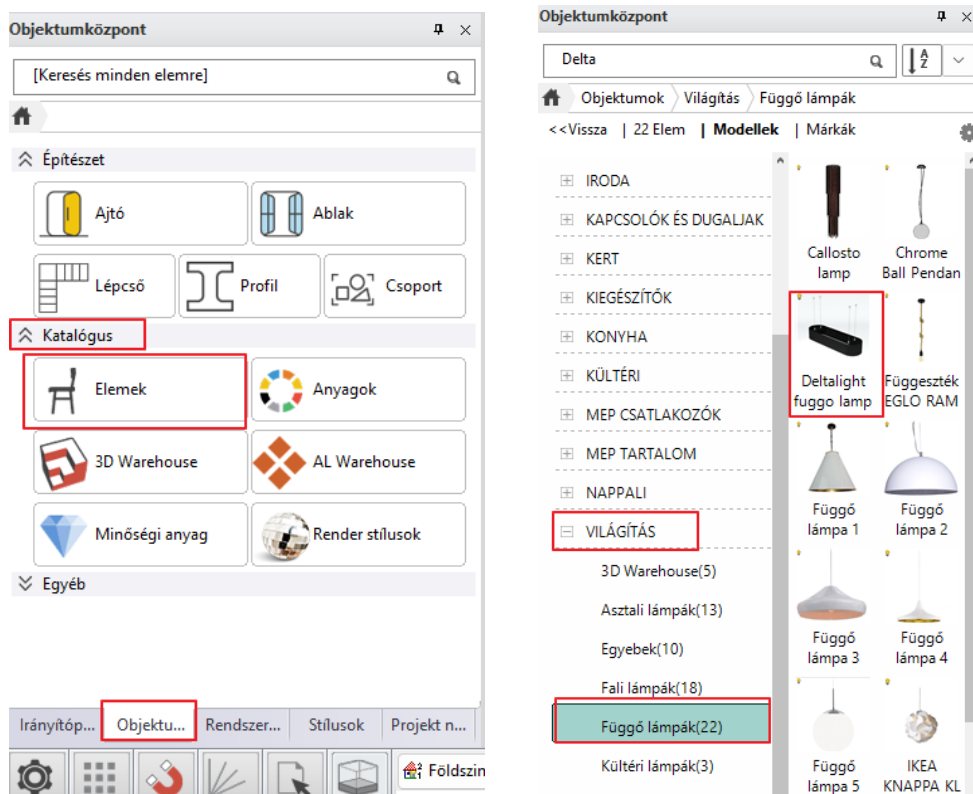 Objektumközpont
[Keresés minden elemre]
Építészet
Ajtó
Ablak
Lépcső
Profil
Csoport
Katalógus
Elemek
Anyagok
3D Warehouse
AL Warehouse
Minőségi anyag
Render stílusok
Egyéb
Irányítóp... Objektu... Rendszer... Stílusok Projekt n...
Földszin
Objektumközpont
Delta
Objektumok Világítás Függő lámpák
<<Vissza | 22 Elem | Modellek | Márkák
IRODA
KAPCSOLÓK ÉS DUGALJAK
KERT
KIEGÉSZÍTŐK
KONYHA
KÜLTÉRI
MEP CSATLAKOZÓK
MEP TARTALOM
NAPPALI
VILÁGÍTÁS
3D Warehouse(5)
Asztali lámpák(13)
Egyebek(10)
Fali lámpák(18)
Függő lámpák(22)
Kültéri lámpák(3)
Callosto
lamp
Chrome
Ball Pendan
Deltalight
fuggo lamp
Függeszték
EGLO RAM
Függő
lámpa 1
Függő
lámpa 2
Függő
lámpa 3
Függő
lámpa 4
Függő
lámpa 5
IKEA
KNAPPA KL